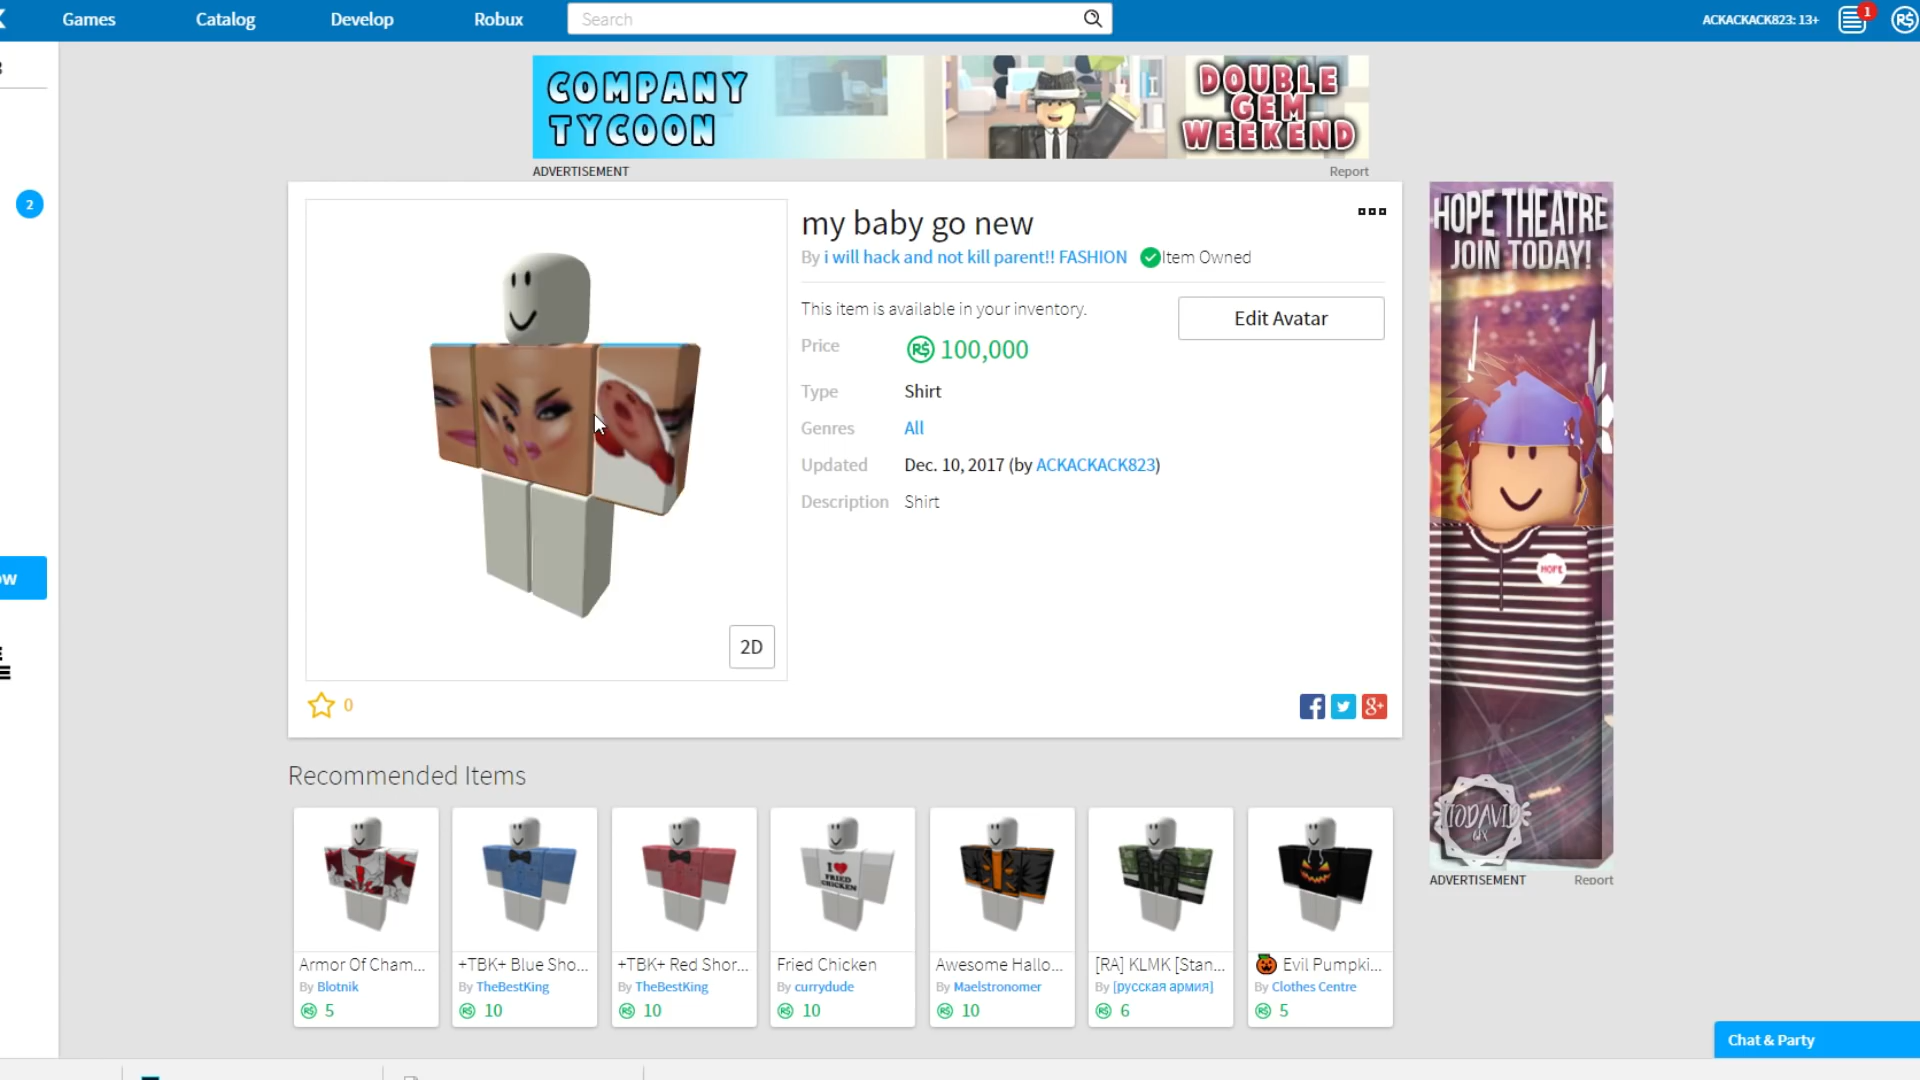 Games Catalog Develop Robux Search ACKACKACK823: 13+ 1 R$
COMPANY TYCOON
DOUBLE GEM WEEKEND
ADVERTISEMENT Report
2
my baby go new
By i will hack and not kill parent!! FASHION Item Owned
This item is available in your inventory.
Edit Avatar
Price R$ 100,000
Type Shirt
Genres All
Updated Dec. 10, 2017 (by ACKACKACK823)
Description Shirt
2D
0
f g+
HOPE THEATRE
JOIN TODAY!
HOPE
ADVERTISEMENT Report
Recommended Items
I ❤ FRIED CHICKEN
Armor Of Cham...
By Blotnik
R$ 5
+TBK+ Blue Sho...
By TheBestKing
R$ 10
+TBK+ Red Shor...
By TheBestKing
R$ 10
Fried Chicken
By currydude
R$ 10
Awesome Hallo...
By Maelstronomer
R$ 10
[RA] KLMK [Stan...
By [русская армия]
R$ 6
🎃 Evil Pumpki...
By Clothes Centre
R$ 5
Chat & Party